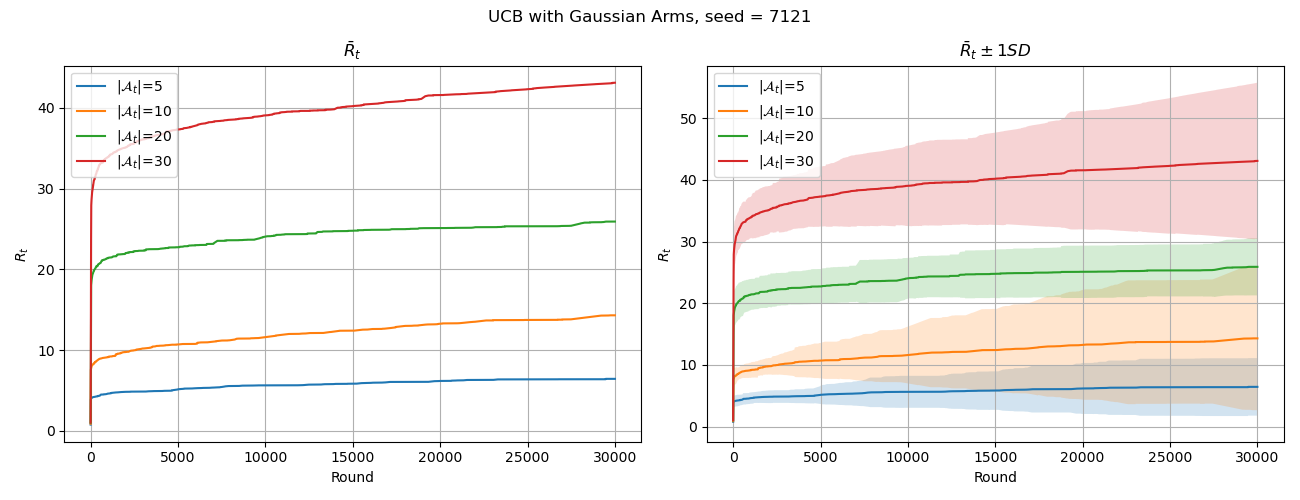 UCB with Gaussian Arms, seed = 7121
R̄ₜ
|𝒜ₜ|=5
|𝒜ₜ|=10
|𝒜ₜ|=20
|𝒜ₜ|=30
40
30
20
10
0
Rₜ
0 5000 10000 15000 20000 25000 30000
Round
R̄ₜ ± 1SD
|𝒜ₜ|=5
|𝒜ₜ|=10
|𝒜ₜ|=20
|𝒜ₜ|=30
50
40
30
20
10
0
Rₜ
0 5000 10000 15000 20000 25000 30000
Round